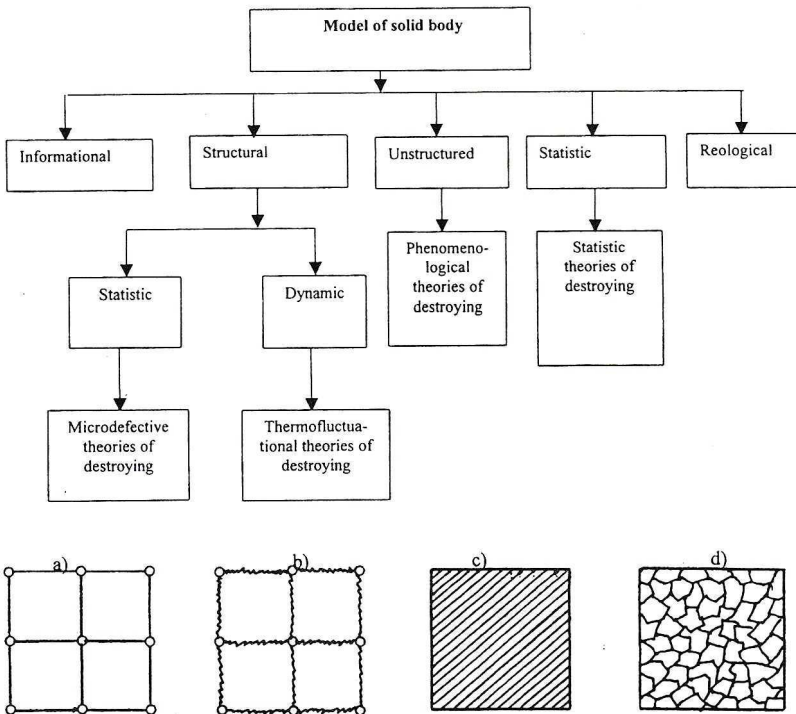 Model of solid body
Informational
Structural
Unstructured
Statistic
Reological
Phenomeno-
logical
theories of
destroying
Statistic
theories of
destroying
Statistic
Dynamic
Microdefective
theories of
destroying
Thermofluctua-
tional theories of
destroying
a)
b)
c)
d)